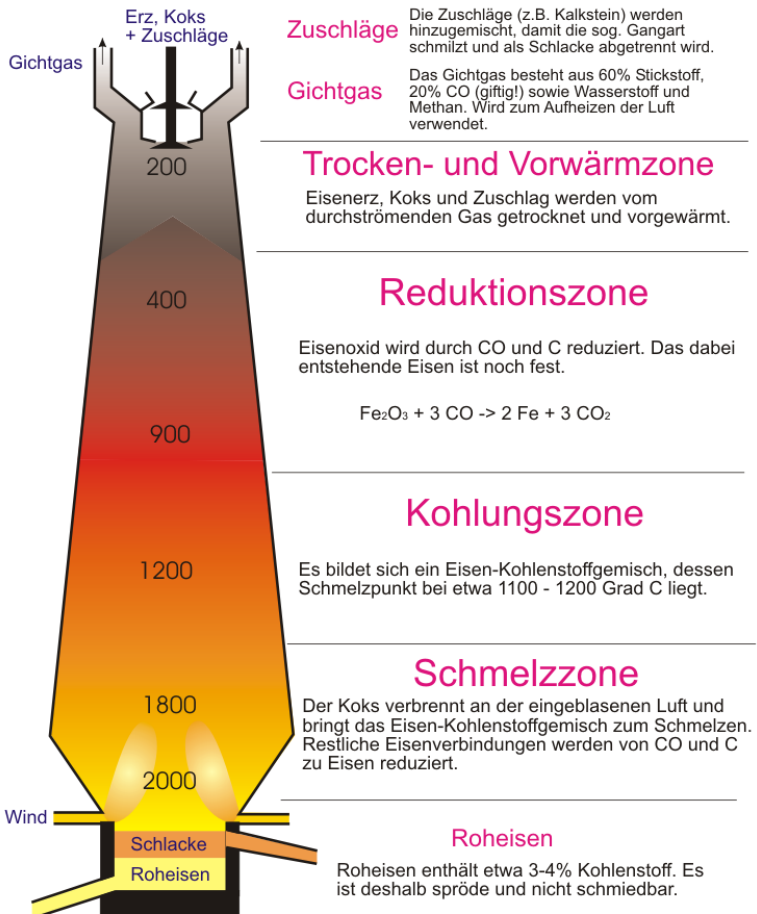 Erz, Koks
+ Zuschläge
Gichtgas
Zuschläge
Die Zuschläge (z.B. Kalkstein) werden
hinzugemischt, damit die sog. Gangart
schmilzt und als Schlacke abgetrennt wird.
Gichtgas
Das Gichtgas besteht aus 60% Stickstoff,
20% CO (giftig!) sowie Wasserstoff und
Methan. Wird zum Aufheizen der Luft
verwendet.
200
Trocken- und Vorwärmzone
Eisenerz, Koks und Zuschlag werden vom
durchströmenden Gas getrocknet und vorgewärmt.
400
Reduktionszone
Eisenoxid wird durch CO und C reduziert. Das dabei
entstehende Eisen ist noch fest.
Fe₂O₃ + 3 CO -> 2 Fe + 3 CO₂
900
Kohlungszone
1200
Es bildet sich ein Eisen-Kohlenstoffgemisch, dessen
Schmelzpunkt bei etwa 1100 - 1200 Grad C liegt.
Schmelzzone
1800
Der Koks verbrennt an der eingeblasenen Luft und
bringt das Eisen-Kohlenstoffgemisch zum Schmelzen.
Restliche Eisenverbindungen werden von CO und C
zu Eisen reduziert.
2000
Wind
Schlacke
Roheisen
Roheisen
Roheisen enthält etwa 3-4% Kohlenstoff. Es
ist deshalb spröde und nicht schmiedbar.